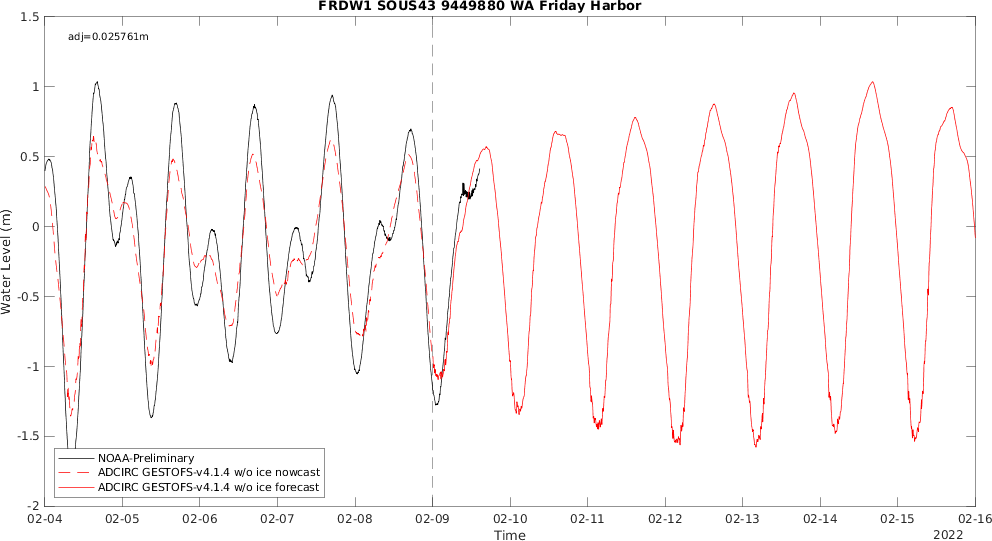 FRDW1 SOUS43 9449880 WA Friday Harbor
1.5
adj=0.025761m
1
0.5
0
-0.5
-1
-1.5
-2
Water Level (m)
NOAA-Preliminary
ADCIRC GESTOFS-v4.1.4 w/o ice nowcast
ADCIRC GESTOFS-v4.1.4 w/o ice forecast
02-04 02-05 02-06 02-07 02-08 02-09 02-10 02-11 02-12 02-13 02-14 02-15 02-16
Time
2022